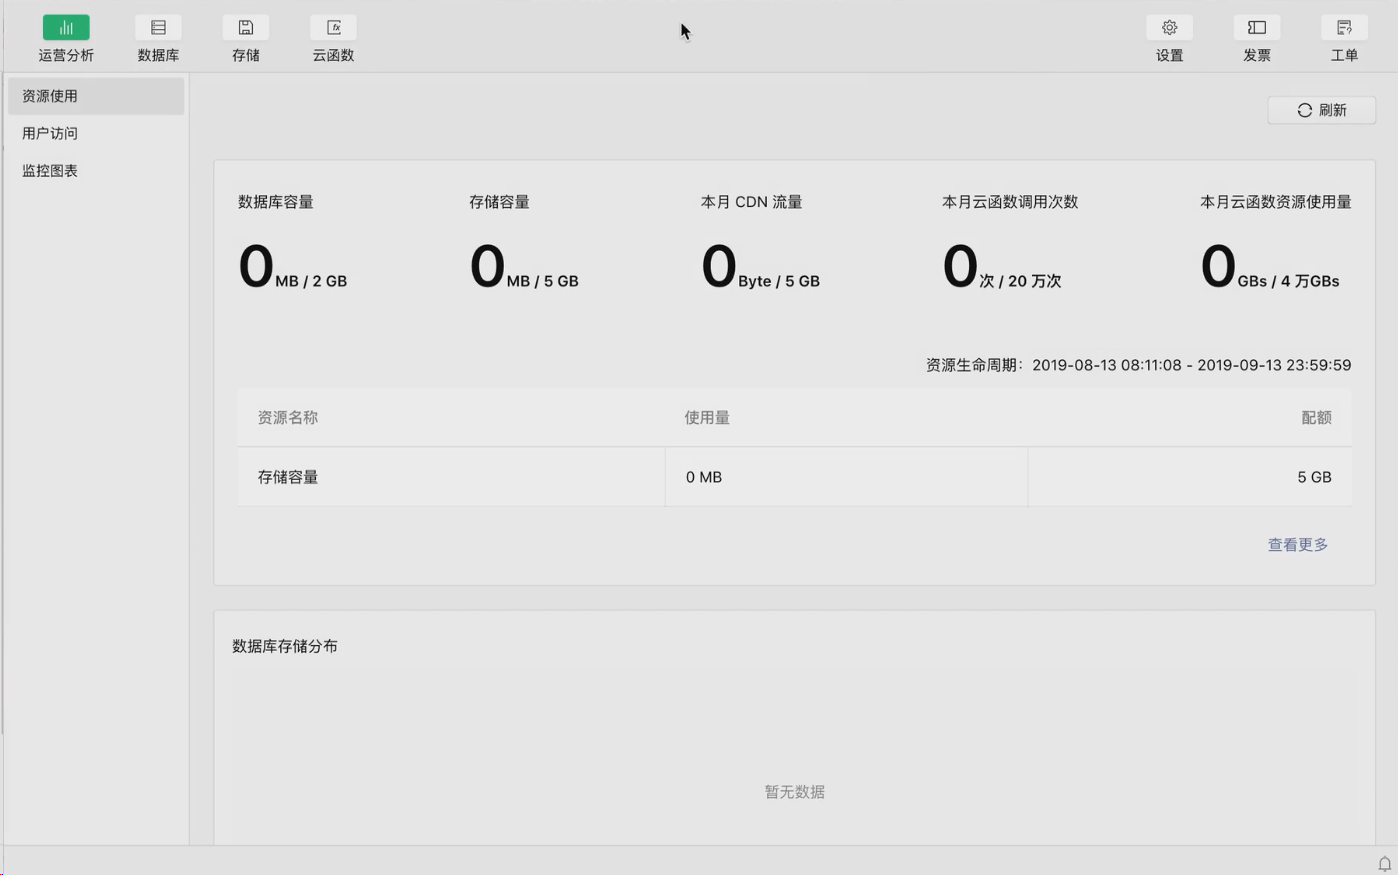 运营分析 数据库 存储 云函数 设置 发票 工单
资源使用
用户访问
监控图表
刷新
数据库容量 存储容量 本月 CDN 流量 本月云函数调用次数 本月云函数资源使用量
0 MB / 2 GB 0 MB / 5 GB 0 Byte / 5 GB 0 次 / 20 万次 0 GBs / 4 万GBs
资源生命周期：2019-08-13 08:11:08 - 2019-09-13 23:59:59
资源名称 使用量 配额
存储容量 0 MB 5 GB
查看更多
数据库存储分布
暂无数据